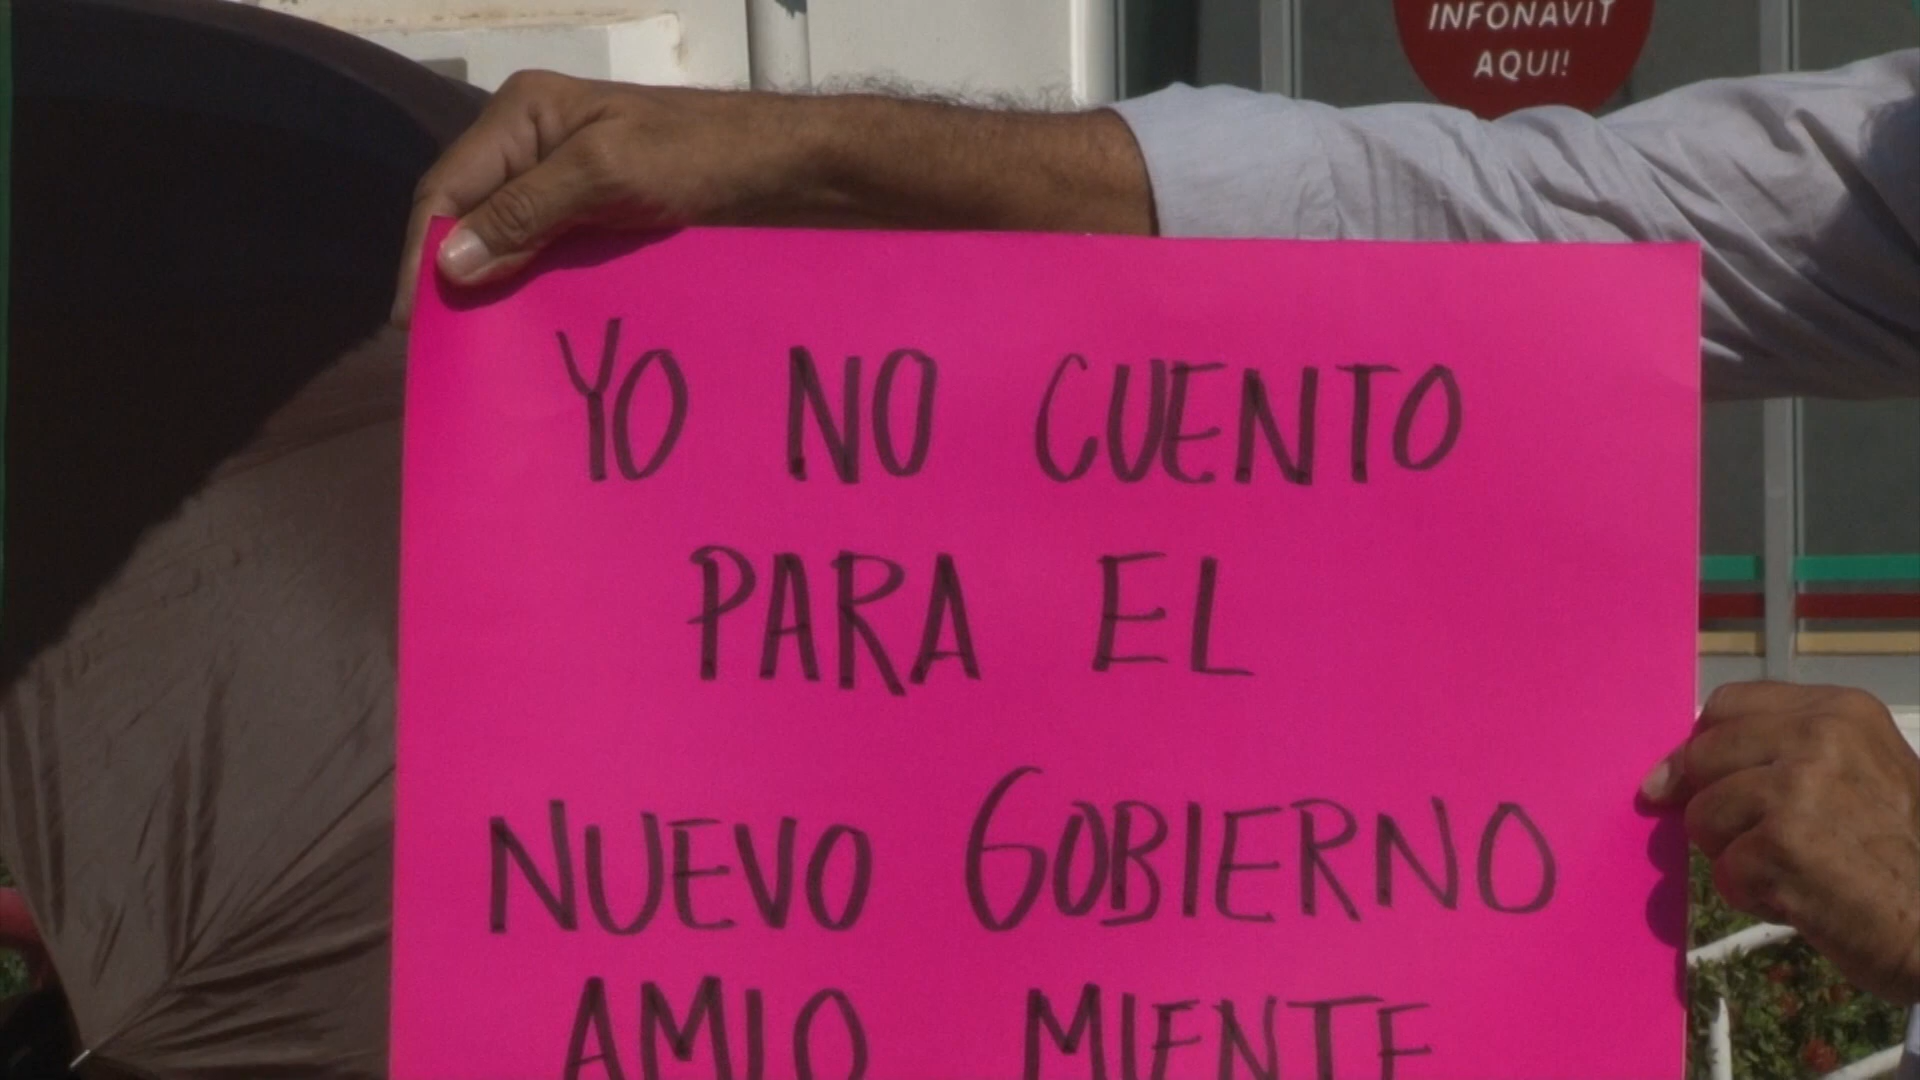 INFONAVIT
AQUI!
YO NO CUENTO
PARA EL
NUEVO GOBIERNO
AMLO MIENTE